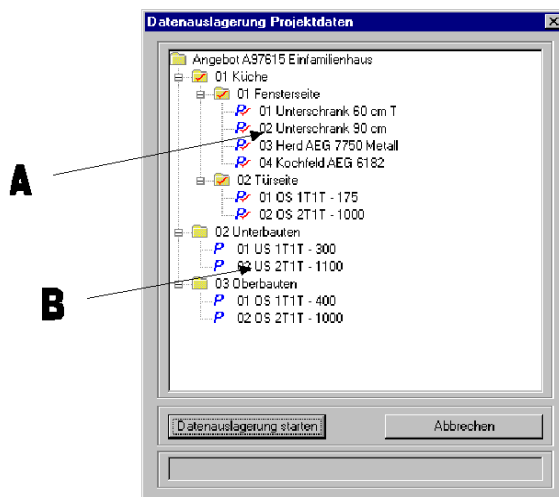 Datenauslagerung Projektdaten
Angebot A97615 Einfamilienhaus
01 Küche
01 Fensterseite
P 01 Unterschrank 60 cm T
P 02 Unterschrank 90 cm
P 03 Herd AEG 7750 Metall
P 04 Kochfeld AEG 6182
02 Türseite
P 01 OS 1T1T - 175
P 02 OS 2T1T - 1000
02 Unterbauten
P 01 US 1T1T - 300
P 02 US 2T1T - 1100
03 Oberbauten
P 01 OS 1T1T - 400
P 02 OS 2T1T - 1000
A
B
Datenauslagerung starten
Abbrechen